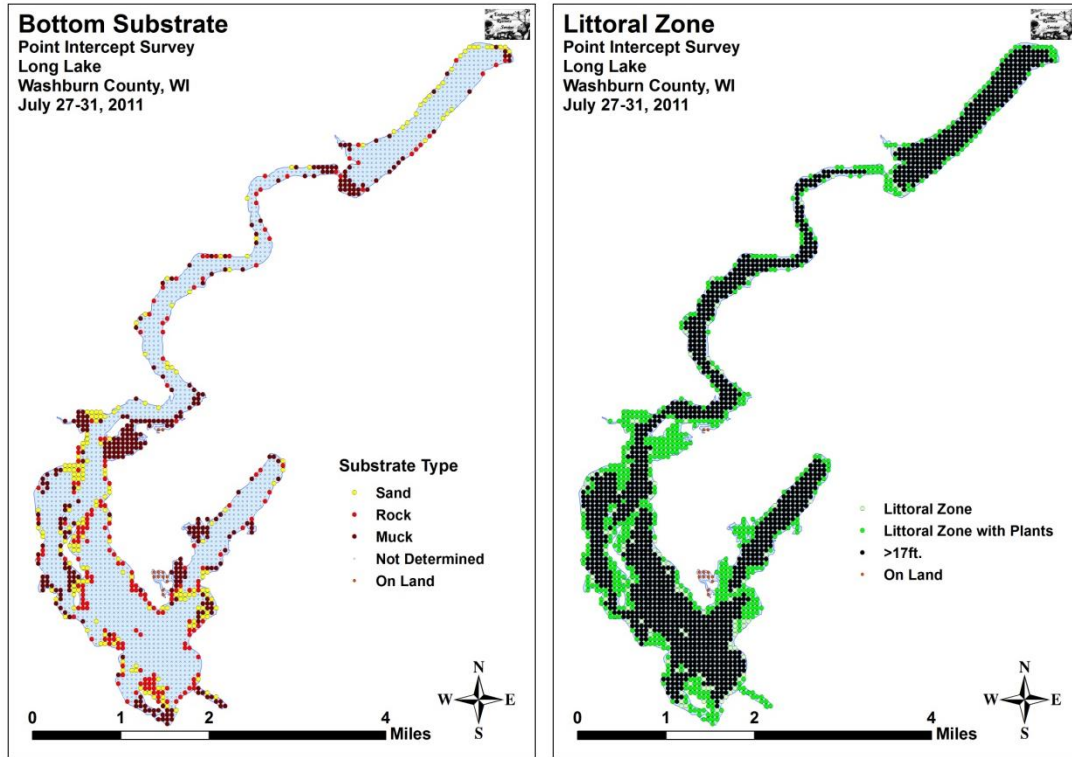 Bottom Substrate
Point Intercept Survey
Long Lake
Washburn County, WI
July 27-31, 2011
Substrate Type
Sand
Rock
Muck
Not Determined
On Land
N
W E
S
0 1 2 4
Miles
Littoral Zone
Point Intercept Survey
Long Lake
Washburn County, WI
July 27-31, 2011
Littoral Zone
Littoral Zone with Plants
>17ft.
On Land
N
W E
S
0 1 2 4
Miles